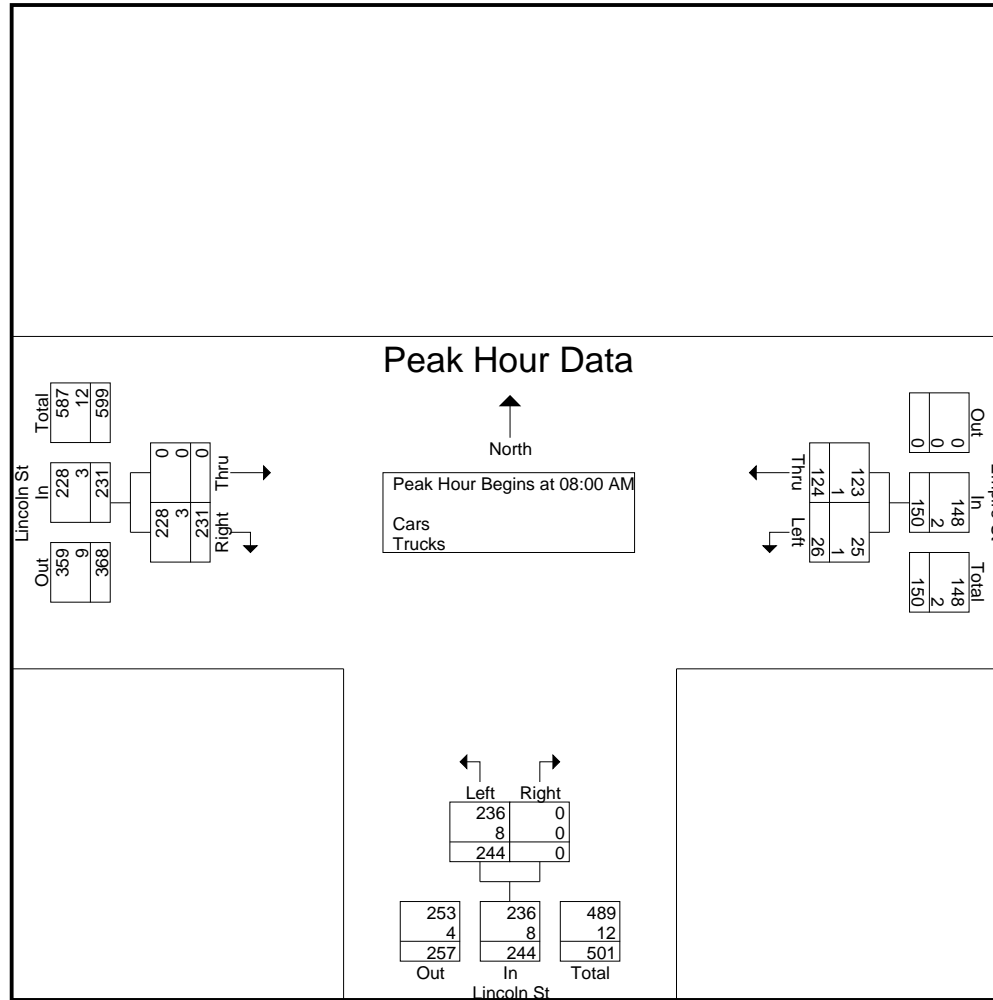 Peak Hour Data
North
Peak Hour Begins at 08:00 AM
Cars
Trucks
Lincoln St
Total
587
12
599
In
228
3
231
Out
359
9
368
Thru
0
0
0
Right
228
3
231
Thru
123
1
124
Left
25
1
26
Out
0
0
0
In
148
2
150
Total
148
2
150
Left Right
236 0
8 0
244 0
253 236 489
4 8 12
257 244 501
Out In Total
Lincoln St